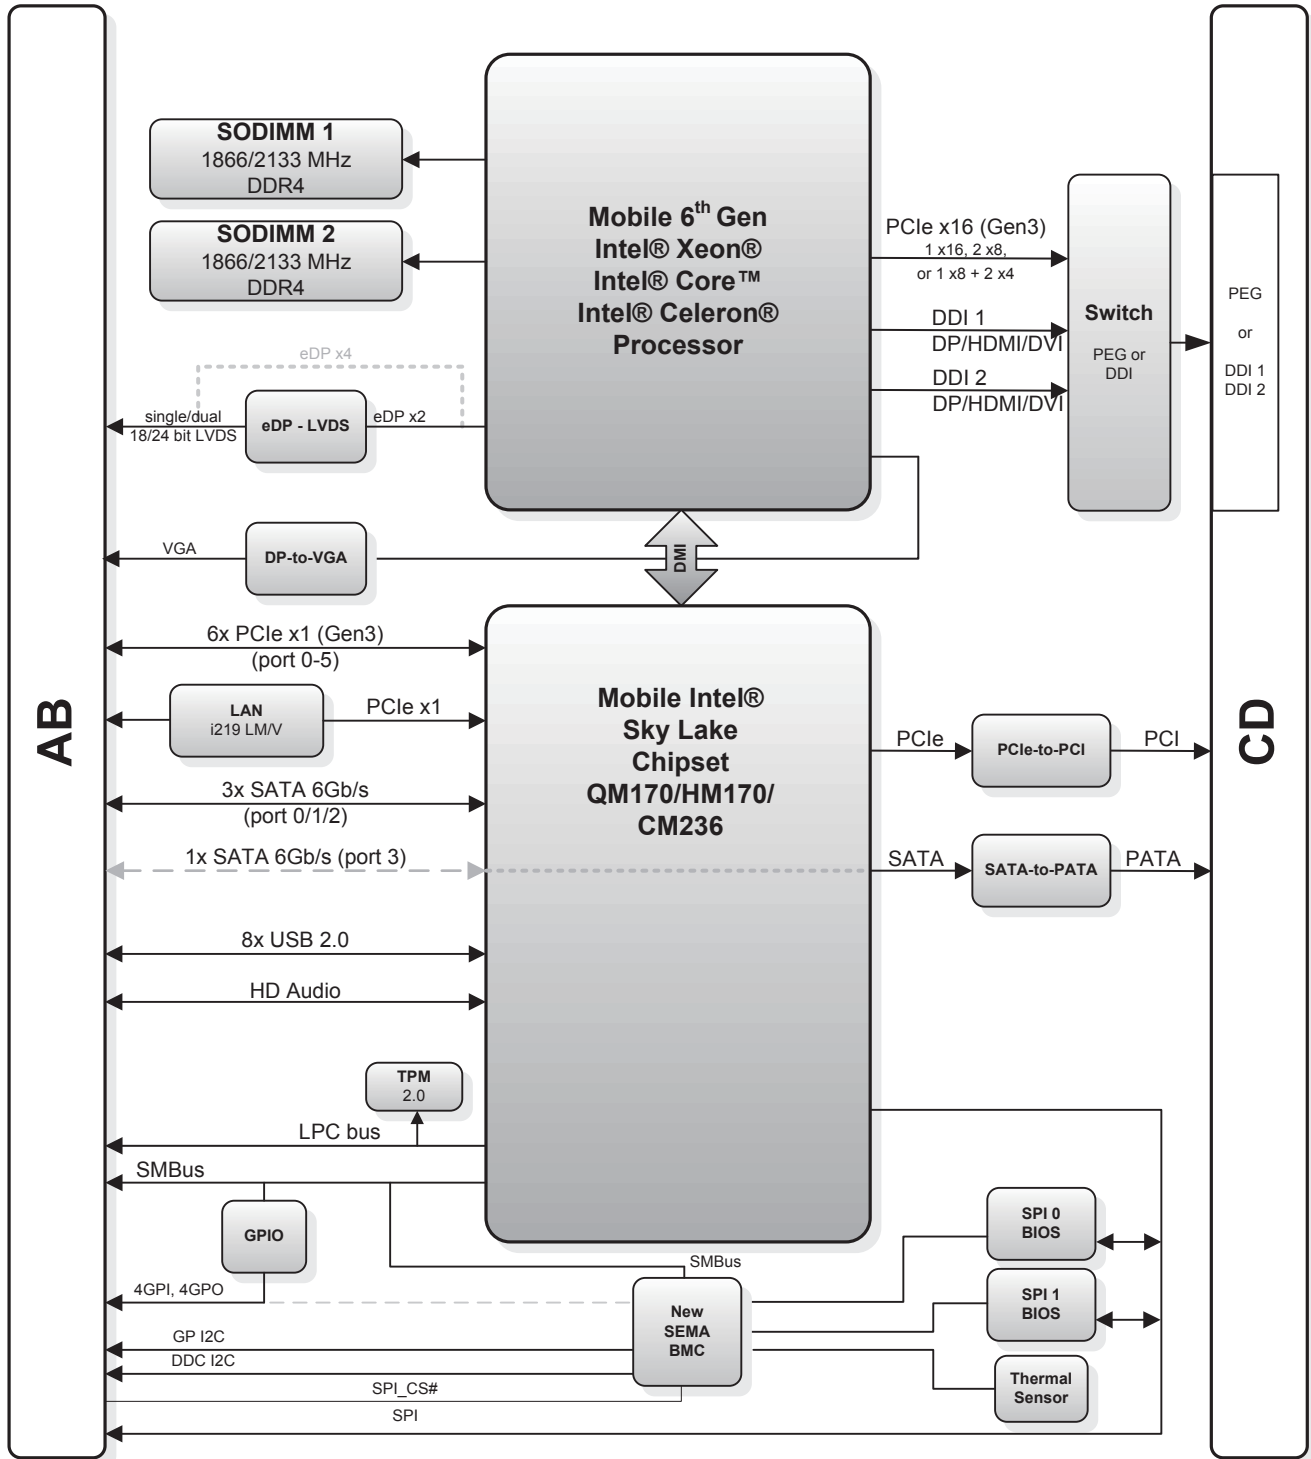 SODIMM 1
1866/2133 MHz
DDR4
SODIMM 2
1866/2133 MHz
DDR4
Mobile 6th Gen
Intel® Xeon®
Intel® Core™
Intel® Celeron®
Processor
PCIe x16 (Gen3)
1 x16, 2 x8,
or 1 x8 + 2 x4
DDI 1
DP/HDMI/DVI
DDI 2
DP/HDMI/DVI
Switch
PEG or
DDI
PEG
or
DDI 1
DDI 2
eDP x4
single/dual
18/24 bit LVDS
eDP - LVDS
eDP x2
VGA
DP-to-VGA
DMI
6x PCIe x1 (Gen3)
(port 0-5)
LAN
i219 LM/V
PCIe x1
3x SATA 6Gb/s
(port 0/1/2)
1x SATA 6Gb/s (port 3)
8x USB 2.0
HD Audio
AB
Mobile Intel®
Sky Lake
Chipset
QM170/HM170/
CM236
PCIe
PCIe-to-PCI
PCI
SATA
SATA-to-PATA
PATA
CD
TPM
2.0
LPC bus
SMBus
GPIO
4GPI, 4GPO
GP I2C
DDC I2C
SPI_CS#
SPI
SMBus
New
SEMA
BMC
SPI 0
BIOS
SPI 1
BIOS
Thermal
Sensor